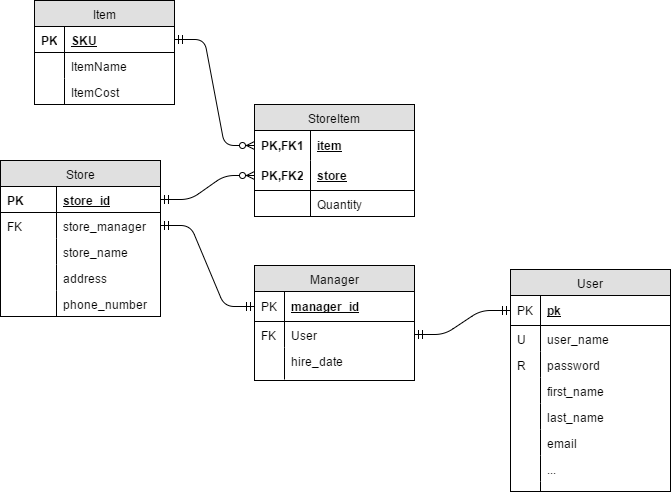 Item
PK SKU
ItemName
ItemCost
StoreItem
PK,FK1 item
PK,FK2 store
Quantity
Store
PK store_id
FK store_manager
store_name
address
phone_number
Manager
PK manager_id
FK User
hire_date
User
PK pk
U user_name
R password
first_name
last_name
email
...